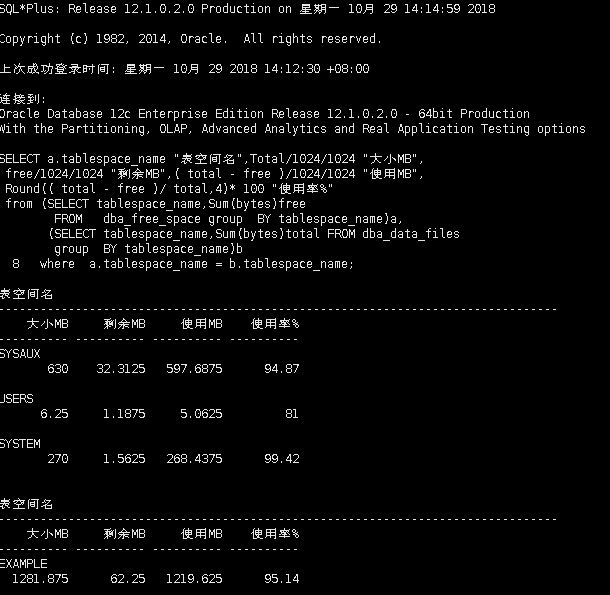 SQL*Plus: Release 12.1.0.2.0 Production on 星期一 10月 29 14:14:59 2018
Copyright (c) 1982, 2014, Oracle.  All rights reserved.
上次成功登录时间: 星期一 10月 29 2018 14:12:30 +08:00
连接到:
Oracle Database 12c Enterprise Edition Release 12.1.0.2.0 - 64bit Production
With the Partitioning, OLAP, Advanced Analytics and Real Application Testing options
SELECT a.tablespace_name "表空间名",Total/1024/1024 "大小MB",
free/1024/1024 "剩余MB",( total - free )/1024/1024 "使用MB",
Round(( total - free )/ total,4)* 100 "使用率%"
from (SELECT tablespace_name,Sum(bytes)free
FROM   dba_free_space group  BY tablespace_name)a,
(SELECT tablespace_name,Sum(bytes)total FROM dba_data_files
group  BY tablespace_name)b
8   where  a.tablespace_name = b.tablespace_name;
表空间名
--------------------------------------------------------------------------------
大小MB     剩余MB     使用MB    使用率%
---------- ---------- ---------- ----------
SYSAUX
630    32.3125   597.6875      94.87
USERS
6.25     1.1875     5.0625         81
SYSTEM
270     1.5625   268.4375      99.42
表空间名
--------------------------------------------------------------------------------
大小MB     剩余MB     使用MB    使用率%
---------- ---------- ---------- ----------
EXAMPLE
1281.875      62.25   1219.625      95.14